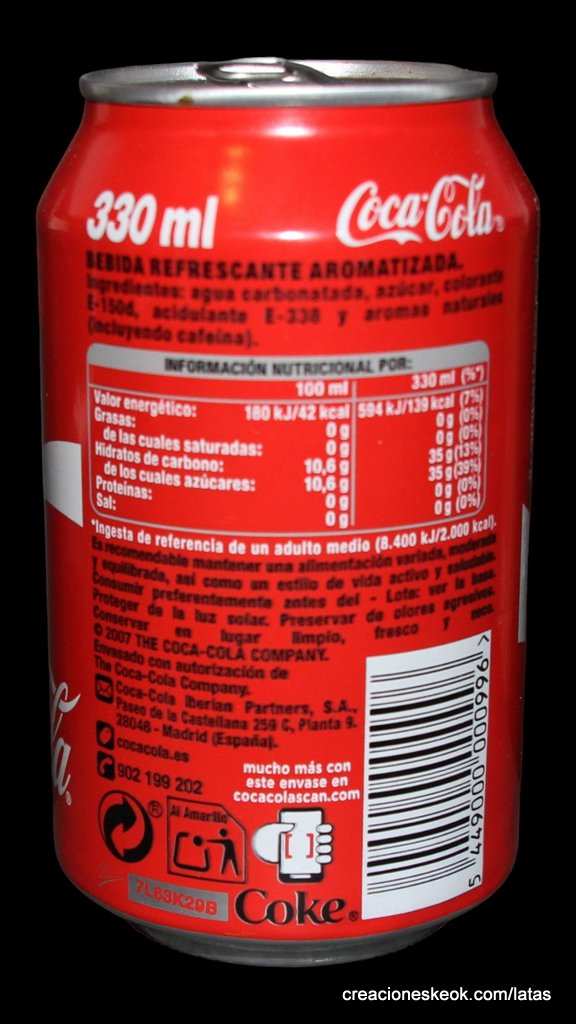 330 ml
Coca-Cola®
BEBIDA REFRESCANTE AROMATIZADA.
Ingredientes: agua carbonatada, azúcar, colorante
E-150d, acidulante E-338 y aromas naturales
(incluyendo cafeína).
INFORMACIÓN NUTRICIONAL POR:
100 ml 330 ml (%*)
Valor energético: 180 kJ/42 kcal 594 kJ/139 kcal (7%)
Grasas: 0 g 0 g (0%)
de las cuales saturadas: 0 g 0 g (0%)
Hidratos de carbono: 10,6 g 35 g (13%)
de los cuales azúcares: 10,6 g 35 g (39%)
Proteínas: 0 g 0 g (0%)
Sal: 0 g 0 g (0%)
*Ingesta de referencia de un adulto medio (8.400 kJ/2.000 kcal).
Es recomendable mantener una alimentación variada, moderada
y equilibrada, así como un estilo de vida activo y saludable.
Consumir preferentemente antes del - Lote: ver la base.
Proteger de la luz solar. Preservar de olores agresivos.
Conservar en lugar limpio, fresco y seco.
© 2007 THE COCA-COLA COMPANY.
Envasado con autorización de
The Coca-Cola Company.
Coca-Cola Iberian Partners, S.A.,
Paseo de la Castellana 259 C, Planta 9.
28046 - Madrid (España).
cocacola.es
902 199 202
mucho más con
este envase en
cocacolascan.com
®
Al Amarillo
7L63K29B
Coke®
5 449000 000996 >
la®
creacioneskeok.com/latas